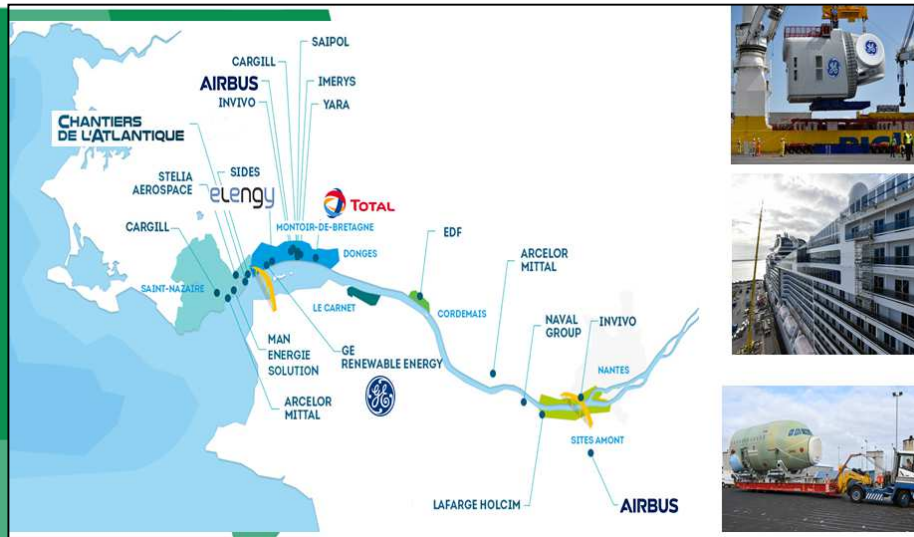 SAIPOL
CARGILL
AIRBUS
IMERYS
INVIVO
YARA
CHANTIERS
DE L'ATLANTIQUE
STELIA
AEROSPACE
SIDES
elengy
TOTAL
MONTOIR-DE-BRETAGNE
CARGILL
DONGES
EDF
ARCELOR
MITTAL
SAINT-NAZAIRE
LE CARNET
CORDEMAIS
NAVAL
GROUP
INVIVO
MAN
ENERGIE
SOLUTION
GE
RENEWABLE ENERGY
NANTES
ARCELOR
MITTAL
SITES AMONT
LAFARGE HOLCIM
AIRBUS